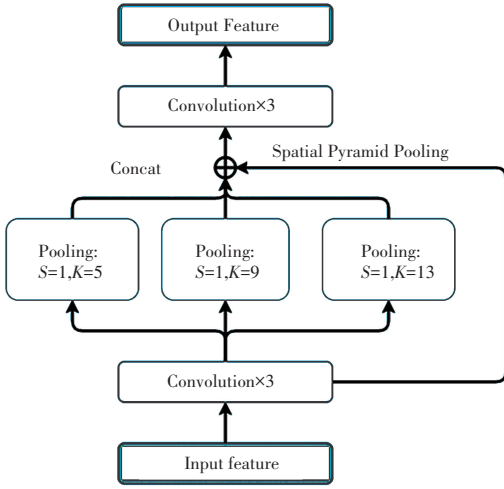 Output Feature
Convolution×3
Spatial Pyramid Pooling
Concat
Pooling:
S=1,K=5
Pooling:
S=1,K=9
Pooling:
S=1,K=13
Convolution×3
Input feature